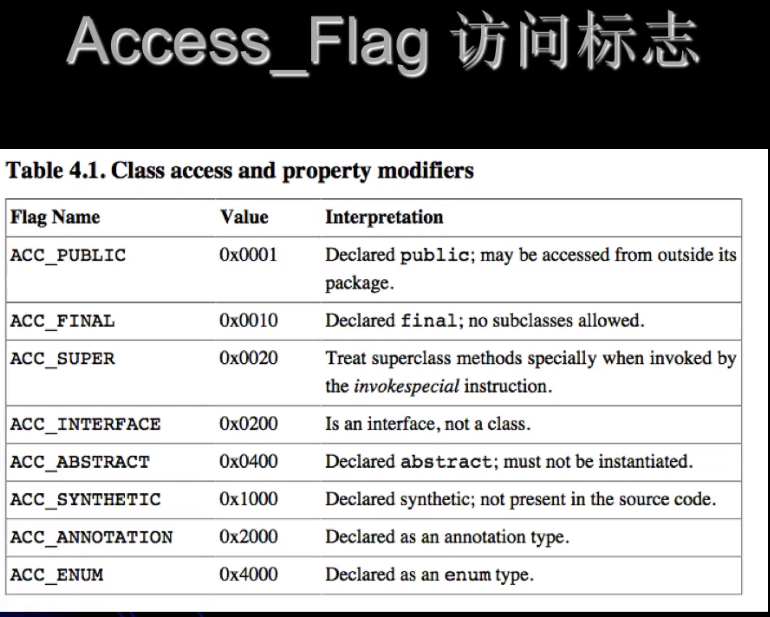 Access_Flag 访问标志
Table 4.1. Class access and property modifiers
Flag Name Value Interpretation
ACC_PUBLIC 0x0001 Declared public; may be accessed from outside its
package.
ACC_FINAL 0x0010 Declared final; no subclasses allowed.
ACC_SUPER 0x0020 Treat superclass methods specially when invoked by
the invokespecial instruction.
ACC_INTERFACE 0x0200 Is an interface, not a class.
ACC_ABSTRACT 0x0400 Declared abstract; must not be instantiated.
ACC_SYNTHETIC 0x1000 Declared synthetic; not present in the source code.
ACC_ANNOTATION 0x2000 Declared as an annotation type.
ACC_ENUM 0x4000 Declared as an enum type.